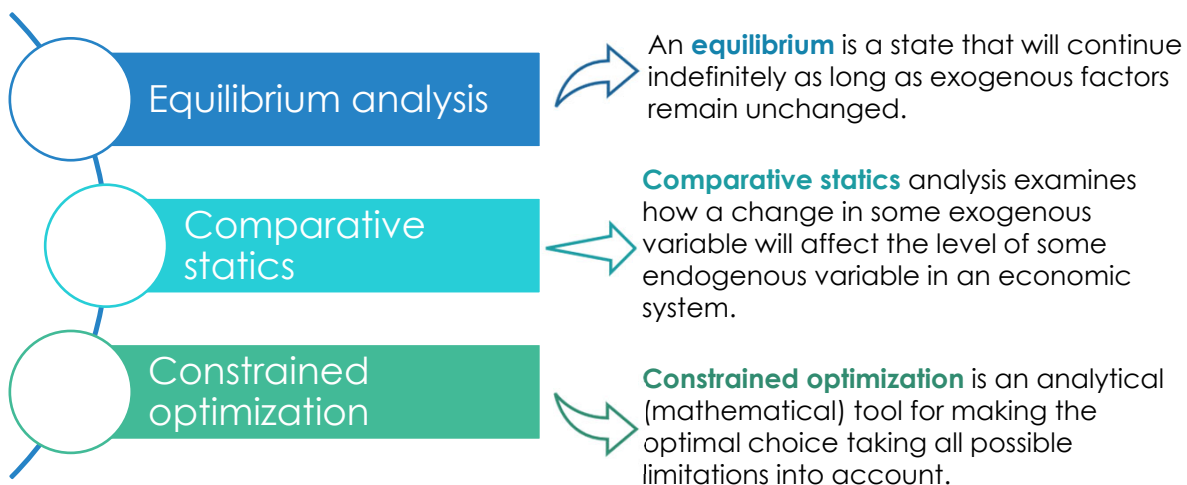 Equilibrium analysis
An equilibrium is a state that will continue
indefinitely as long as exogenous factors
remain unchanged.
Comparative
statics
Comparative statics analysis examines
how a change in some exogenous
variable will affect the level of some
endogenous variable in an economic
system.
Constrained
optimization
Constrained optimization is an analytical
(mathematical) tool for making the
optimal choice taking all possible
limitations into account.